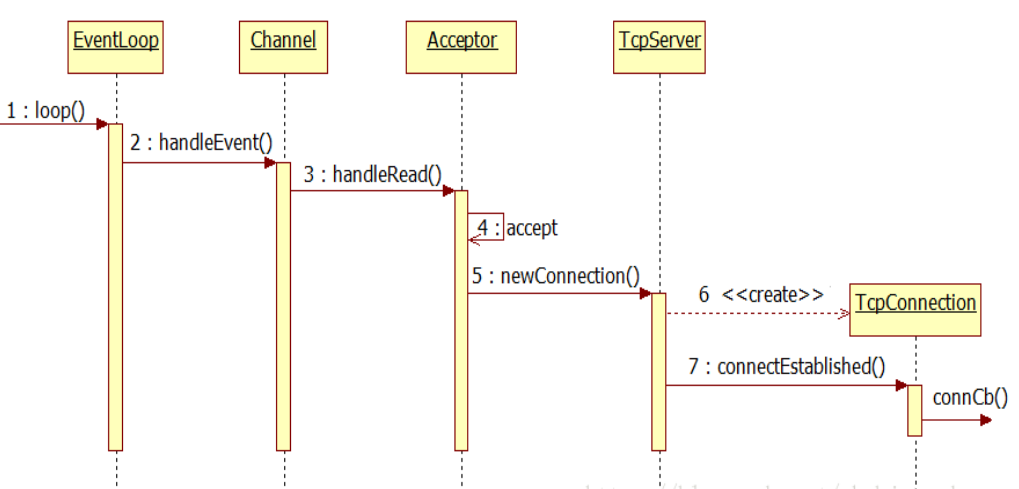 EventLoop
Channel
Acceptor
TcpServer
1 : loop()
2 : handleEvent()
3 : handleRead()
4 : accept
5 : newConnection()
6 <<create>>
TcpConnection
7 : connectEstablished()
connCb()